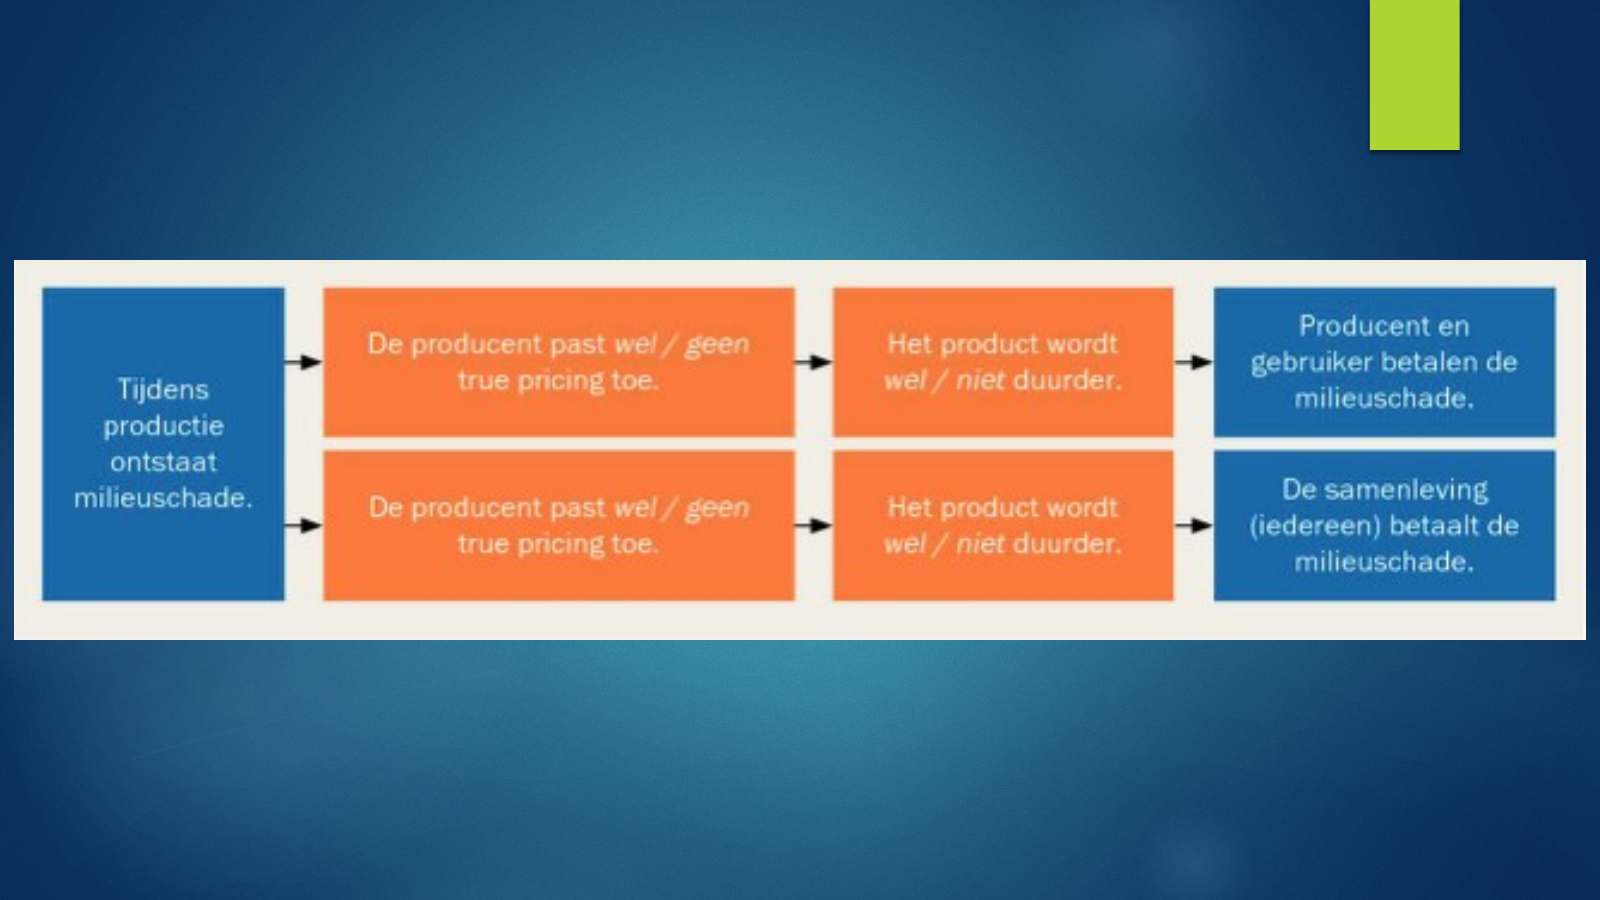 Tijdens
productie
ontstaat
milieuschade.
De producent past wel / geen
true pricing toe.
Het product wordt
wel / niet duurder.
Producent en
gebruiker betalen de
milieuschade.
De producent past wel / geen
true pricing toe.
Het product wordt
wel / niet duurder.
De samenleving
(iedereen) betaalt de
milieuschade.